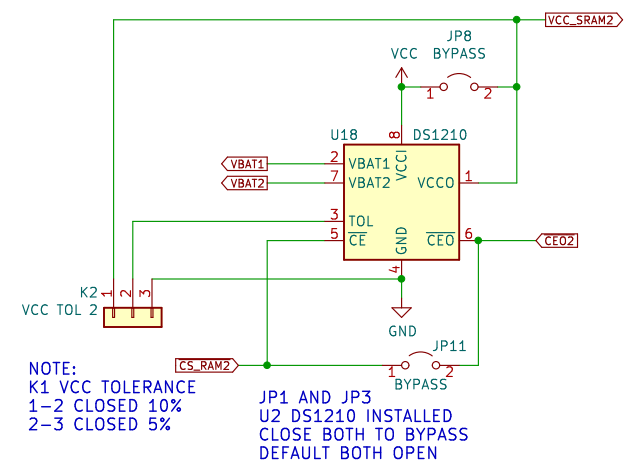 VCC_SRAM2
JP8
VCC BYPASS
1 2
U18 8 DS1210
VBAT1 2 VBAT1 VCCI
VBAT2 7 VBAT2 VCCO 1
3 TOL
5 CE GND CEO 6 CEO2
4
K2 1 2 3
VCC TOL 2
GND
JP11
CS_RAM2 1 2
BYPASS
NOTE:
K1 VCC TOLERANCE
1-2 CLOSED 10%
2-3 CLOSED 5%
JP1 AND JP3
U2 DS1210 INSTALLED
CLOSE BOTH TO BYPASS
DEFAULT BOTH OPEN